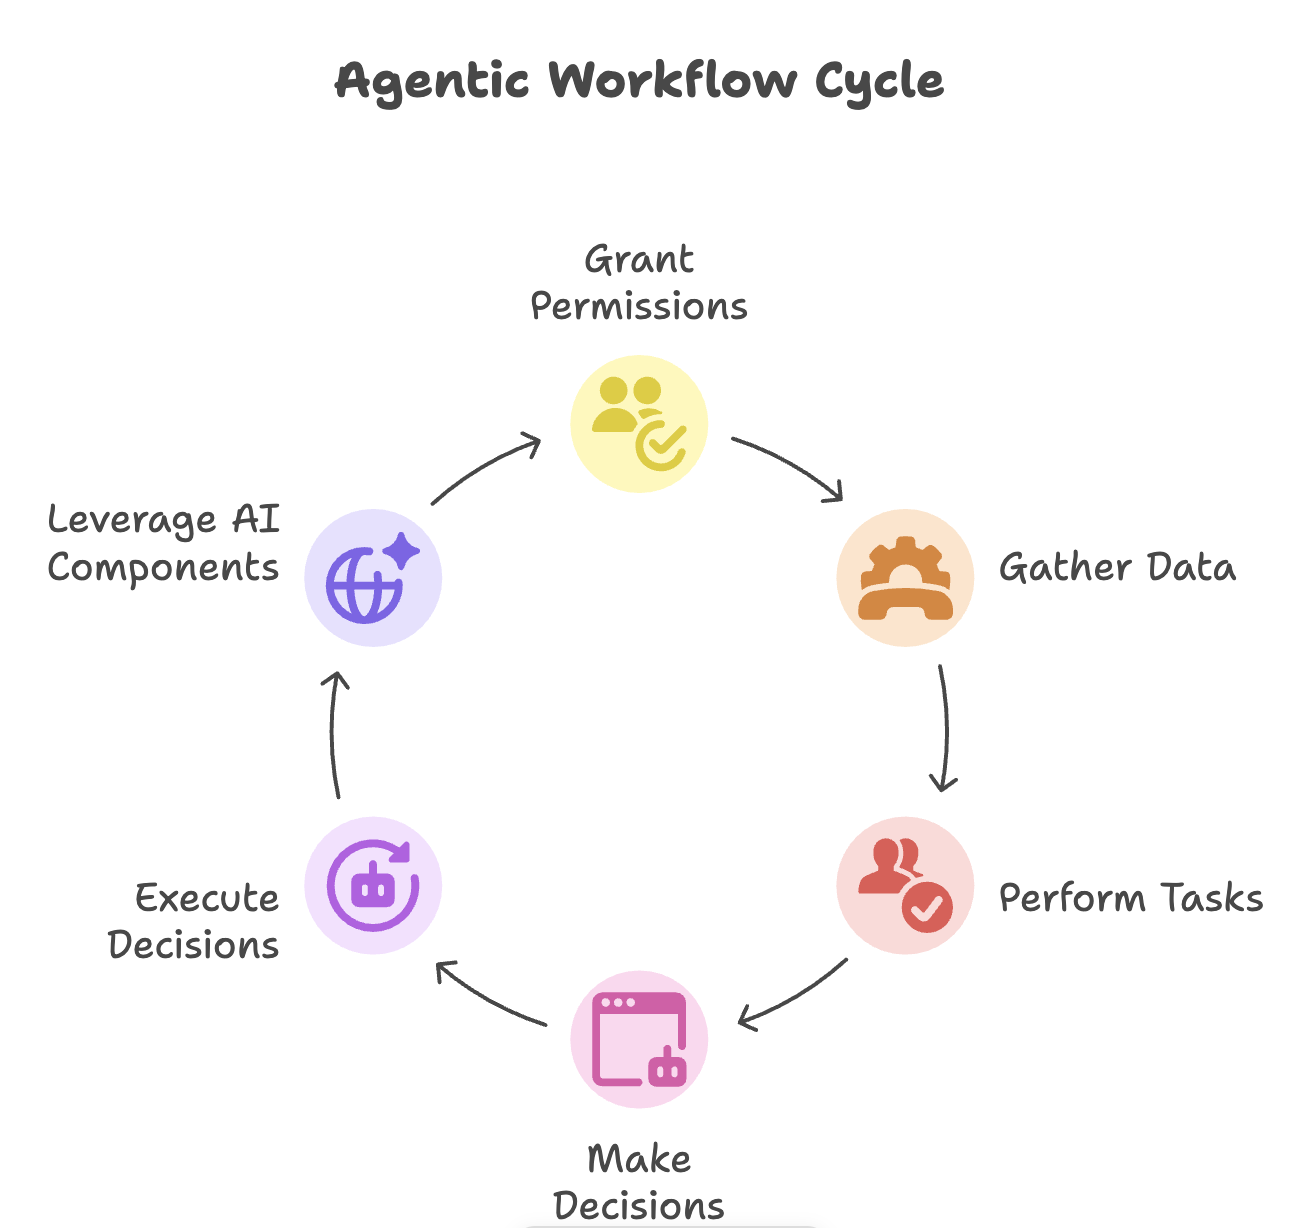 Agentic Workflow Cycle
Grant
Permissions
Leverage AI
Components
Gather Data
Execute
Decisions
Perform Tasks
Make
Decisions